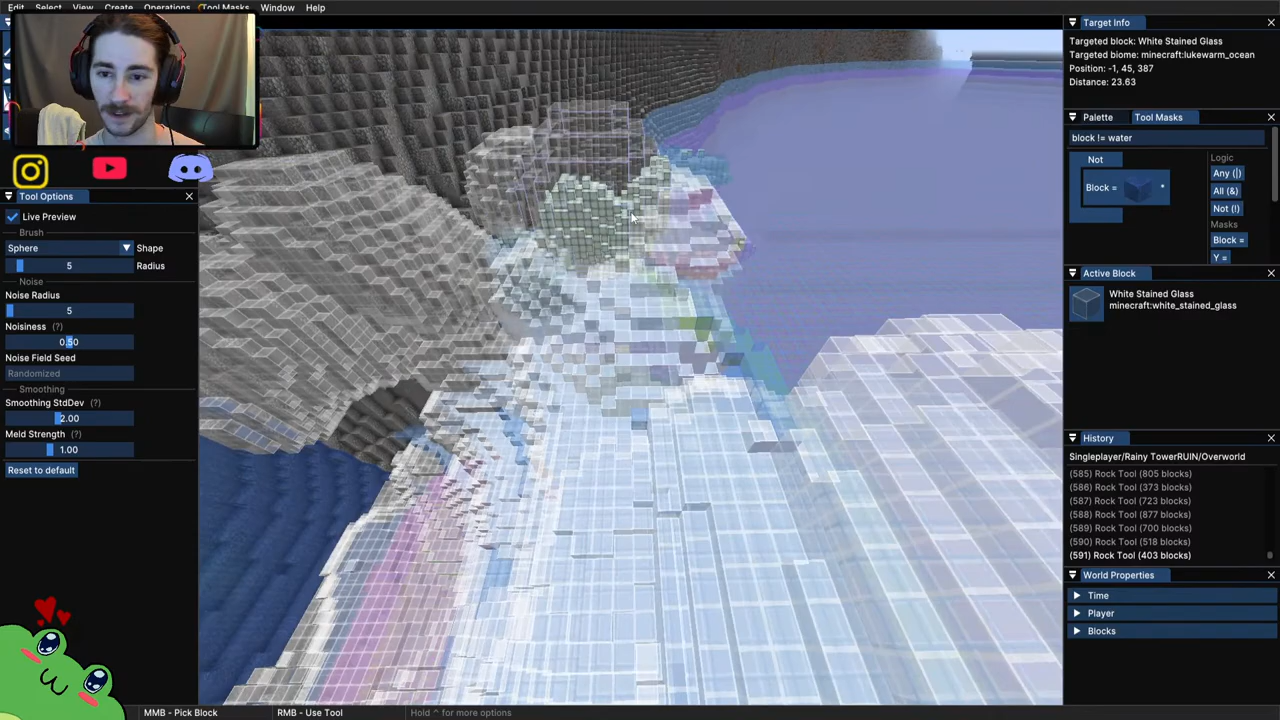 Edit Select View Create Operations Tool Masks Window Help
Tool Options
Live Preview
Brush
Sphere Shape
5 Radius
Noise
Noise Radius
5
Noisiness (?)
0.50
Noise Field Seed
Randomized
Smoothing
Smoothing StdDev (?)
2.00
Meld Strength (?)
1.00
Reset to default
Target Info
Targeted block: White Stained Glass
Targeted biome: minecraft:lukewarm_ocean
Position: -1, 45, 387
Distance: 23.63
Palette Tool Masks
block != water
Not
Block =
Logic
Any (|)
All (&)
Not (!)
Masks
Block =
Y =
Active Block
White Stained Glass
minecraft:white_stained_glass
History
Singleplayer/Rainy TowerRUIN/Overworld
(585) Rock Tool (805 blocks)
(586) Rock Tool (373 blocks)
(587) Rock Tool (723 blocks)
(588) Rock Tool (877 blocks)
(589) Rock Tool (700 blocks)
(590) Rock Tool (518 blocks)
(591) Rock Tool (403 blocks)
World Properties
Time
Player
Blocks
MMB - Pick Block RMB - Use Tool Hold ^ for more options